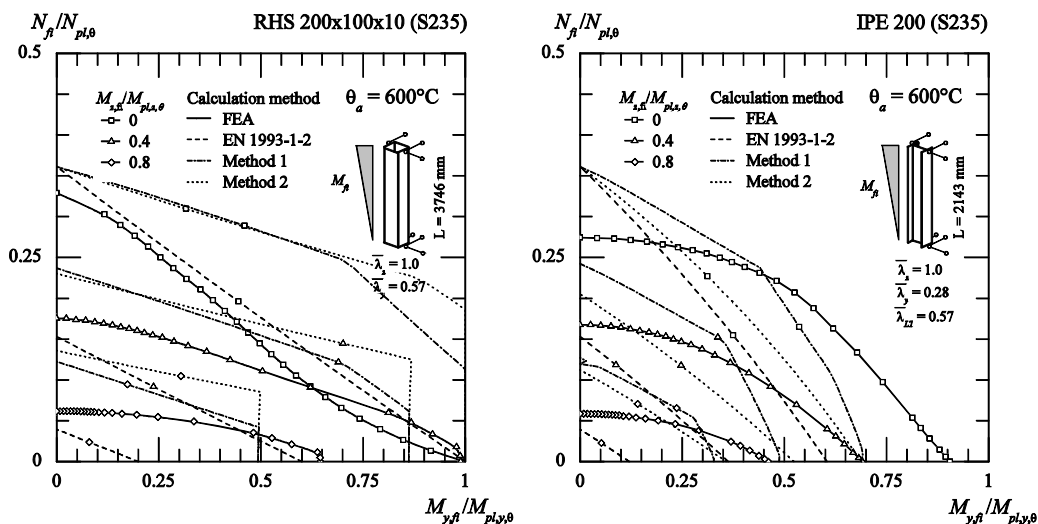 N_fi/N_pl,θ
RHS 200x100x10 (S235)
0.5
M_z,fi/M_pl,z,θ
Calculation method
θ_a = 600°C
0
FEA
0.4
EN 1993-1-2
0.8
Method 1
Method 2
M_fi
L = 3746 mm
0.25
λ̄_z = 1.0
λ̄_y = 0.57
0
0
0.25
0.5
0.75
1
M_y,fi/M_pl,y,θ
N_fi/N_pl,θ
IPE 200 (S235)
0.5
M_z,fi/M_pl,z,θ
Calculation method
θ_a = 600°C
0
FEA
0.4
EN 1993-1-2
0.8
Method 1
Method 2
M_fi
L = 2143 mm
0.25
λ̄_z = 1.0
λ̄_y = 0.28
λ̄_LT = 0.57
0
0
0.25
0.5
0.75
1
M_y,fi/M_pl,y,θ